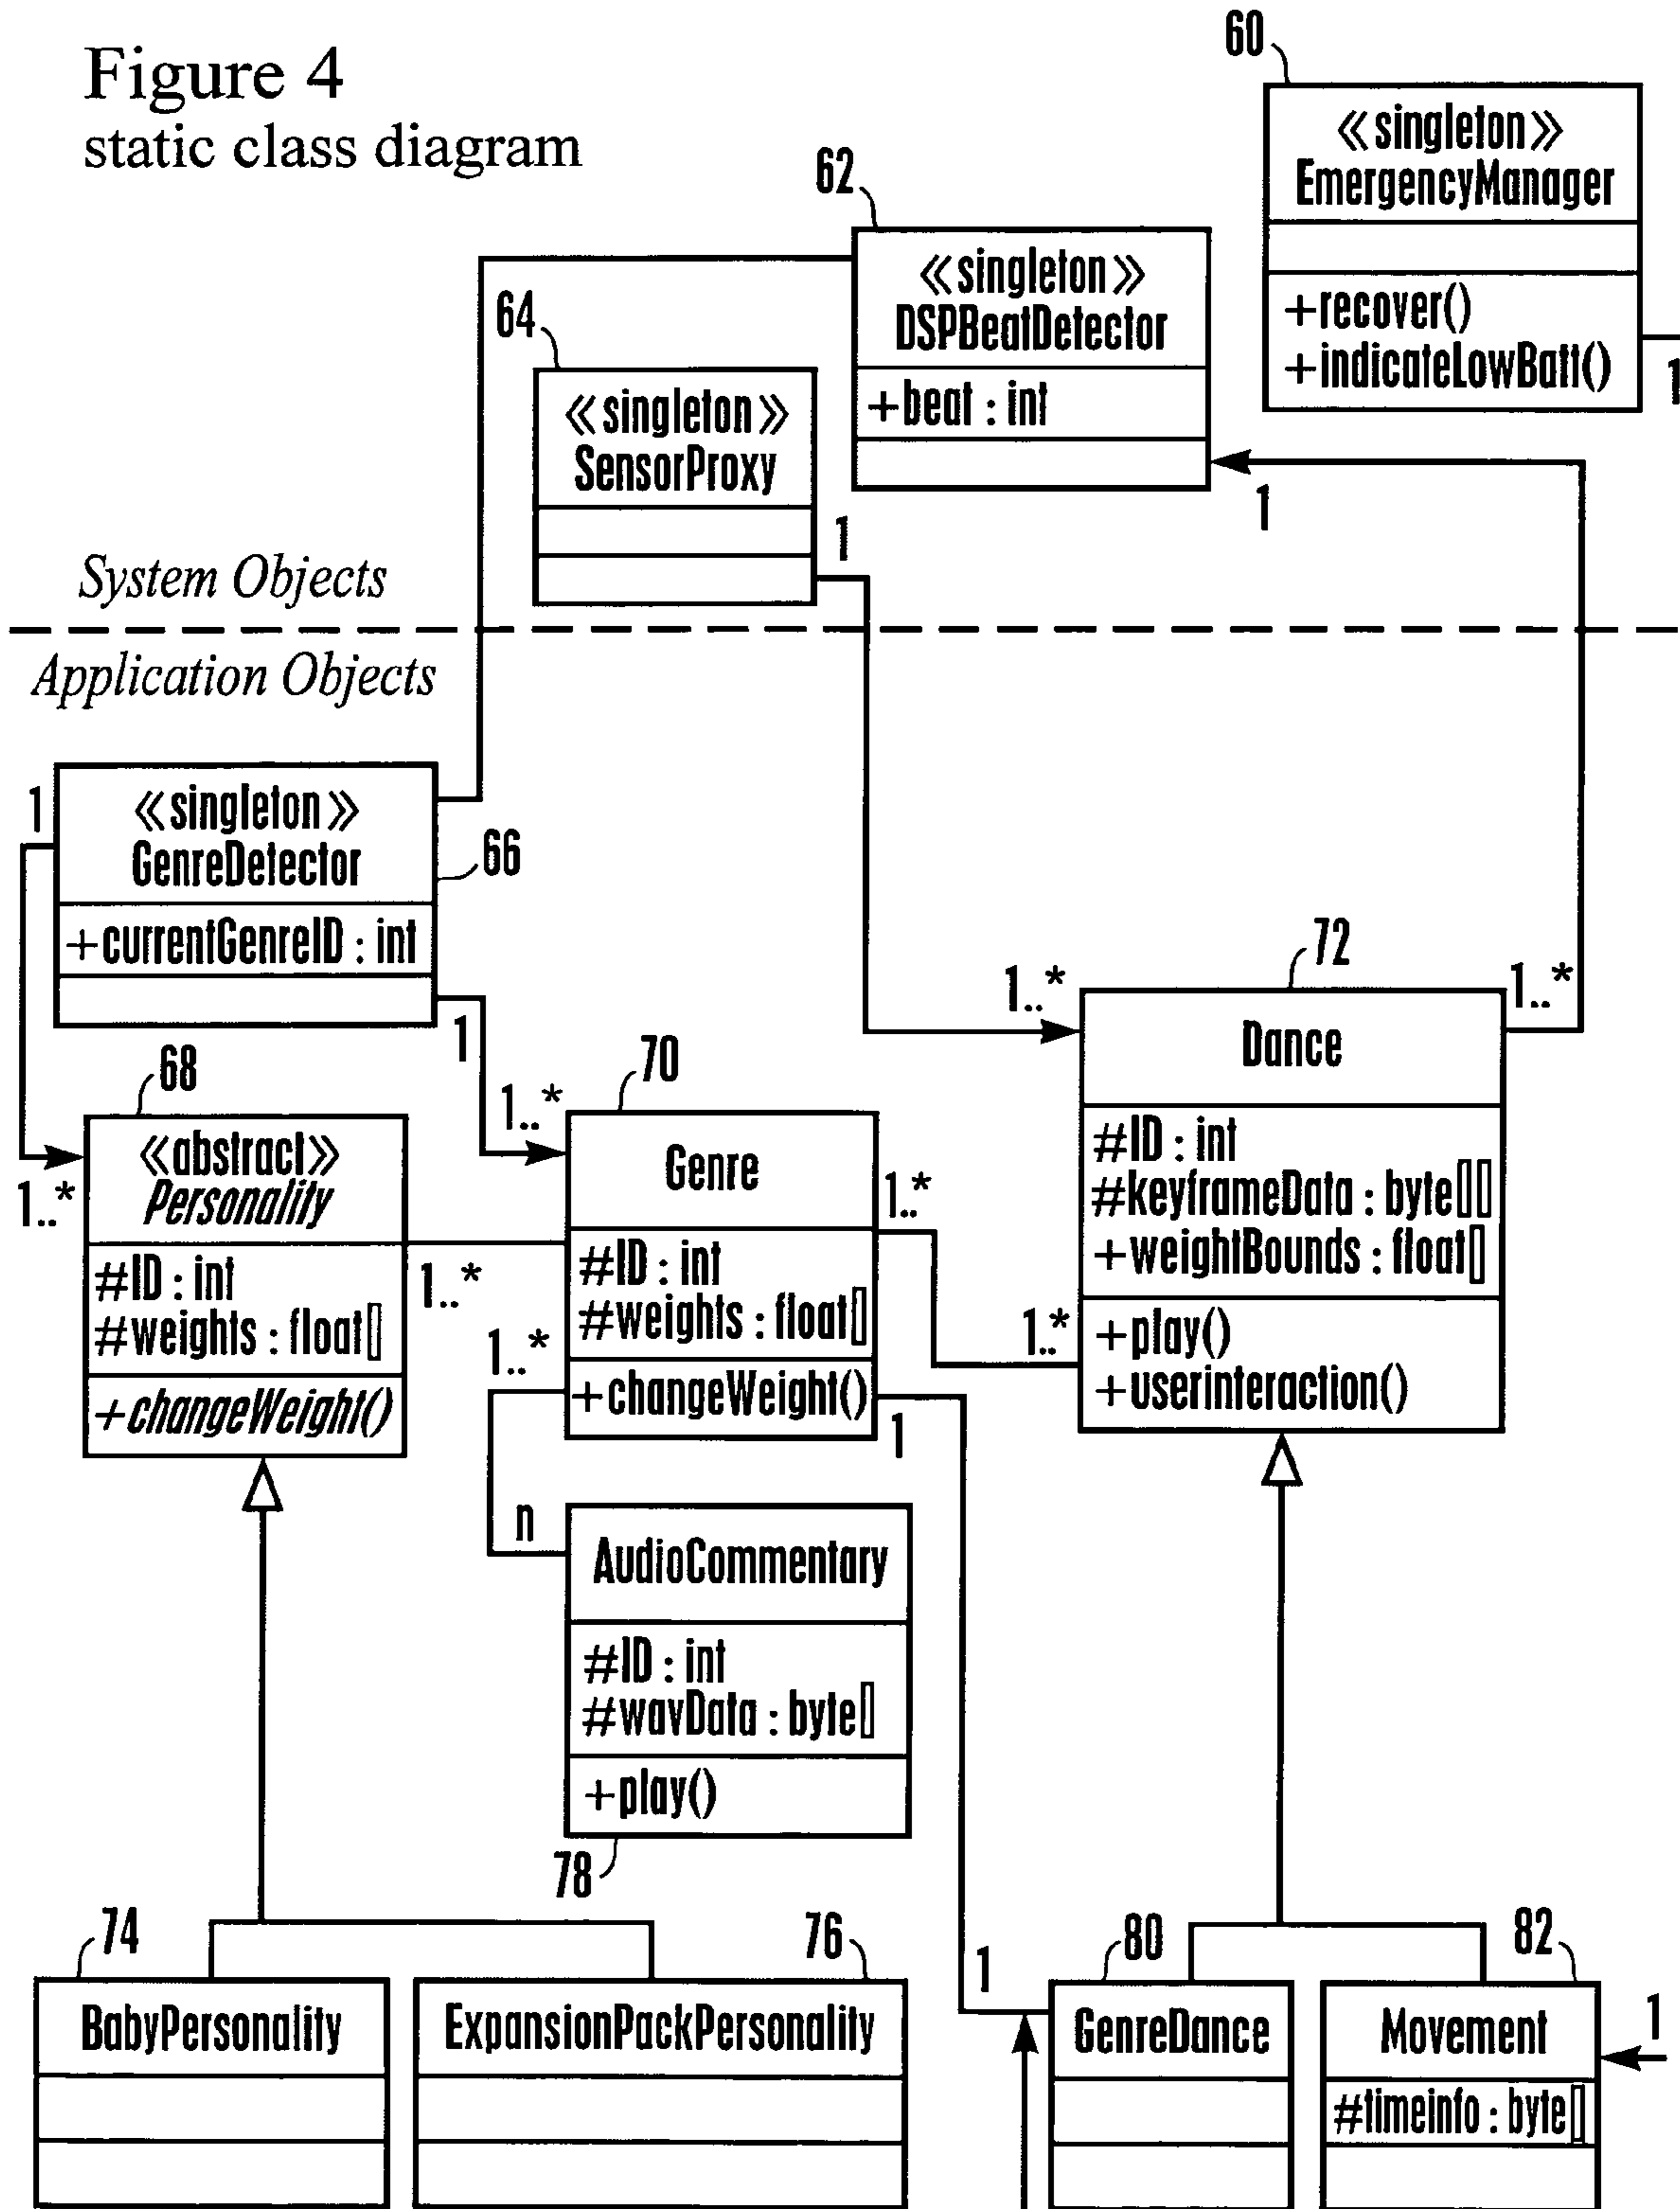 Figure 4
static class diagram
60
«singleton»
EmergencyManager
+recover()
+indicateLowBatt()
1
62
«singleton»
DSPBeatDetector
+beat : int
1
64
«singleton»
SensorProxy
1
System Objects
Application Objects
1
«singleton»
GenreDetector
66
+currentGenreID : int
1
1..*
68
«abstract»
Personality
#ID : int
#weights : float[]
+changeWeight()
1..*
1..*
70
Genre
#ID : int
#weights : float[]
+changeWeight()
1..*
1..*
1
72
1..*
1..*
Dance
#ID : int
#keyframeData : byte[][]
+weightBounds : float[]
1..*
+play()
+userinteraction()
n
AudioCommentary
#ID : int
#wavData : byte[]
+play()
78
74
BabyPersonality
76
ExpansionPackPersonality
1
80
GenreDance
82
Movement
1
#timeinfo : byte[]